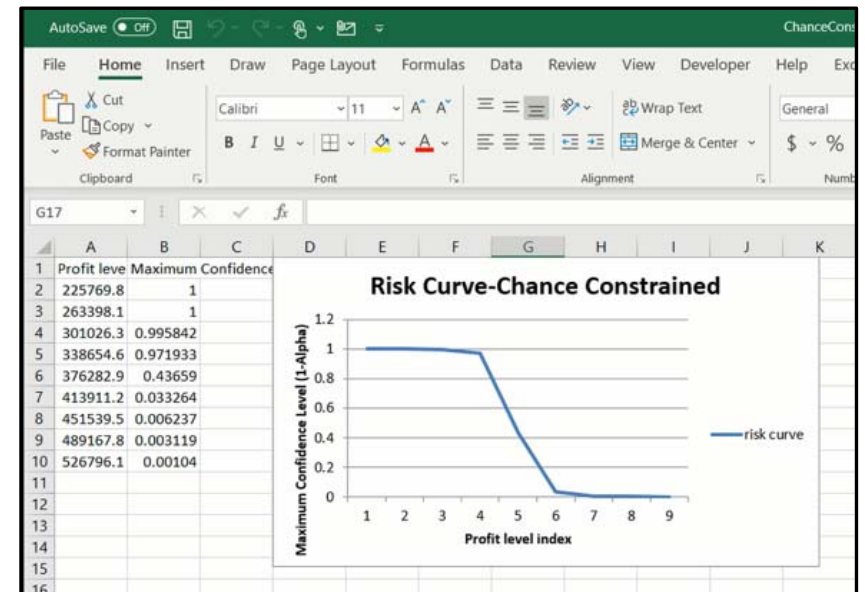 AutoSave Off ChanceCons
File Home Insert Draw Page Layout Formulas Data Review View Developer Help Exc
Paste Cut Copy Format Painter
Calibri 11 A^ A˅
B I U A
ab Wrap Text
Merge & Center
General
$ %
Clipboard Font Alignment Numb
G17 fx
A B C D E F G H I J K
1 Profit leve Maximum Confidence
2 225769.8 1
3 263398.1 1
4 301026.3 0.995842
5 338654.6 0.971933
6 376282.9 0.43659
7 413911.2 0.033264
8 451539.5 0.006237
9 489167.8 0.003119
10 526796.1 0.00104
11
12
13
14
15
16
Risk Curve-Chance Constrained
Maximum Confidence Level (1-Alpha)
1.2
1
0.8
0.6
0.4
0.2
0
1 2 3 4 5 6 7 8 9
Profit level index
risk curve